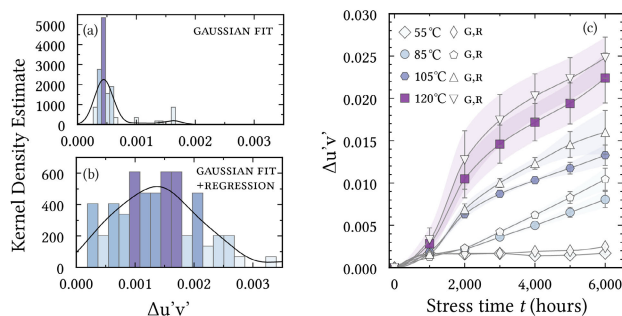 (a) GAUSSIAN FIT
5000
4000
3000
2000
1000
0
0.000 0.001 0.002 0.003
(b) GAUSSIAN FIT
+REGRESSION
600
400
200
0
0.000 0.001 0.002 0.003
Kernel Density Estimate
Δu'v'
(c)
55℃ G,R
85℃ G,R
105℃ G,R
120℃ G,R
0.030
0.025
0.020
0.015
0.010
0.005
0.000
0 2,000 4,000 6,000
Δu'v'
Stress time t (hours)